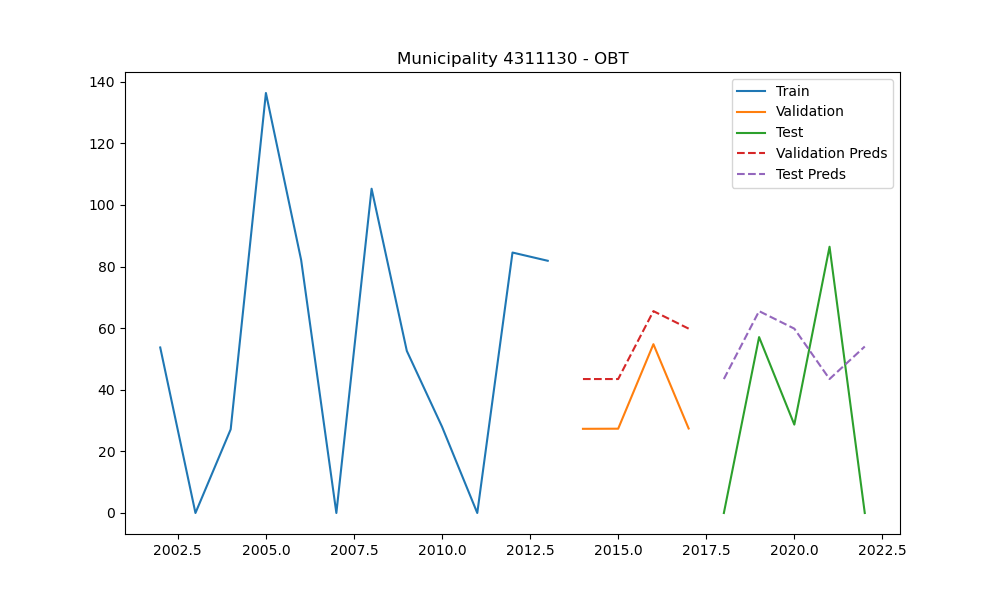 Municipality 4311130 - OBT
140
120
100
80
60
40
20
0
2002.5 2005.0 2007.5 2010.0 2012.5 2015.0 2017.5 2020.0 2022.5
Train
Validation
Test
Validation Preds
Test Preds